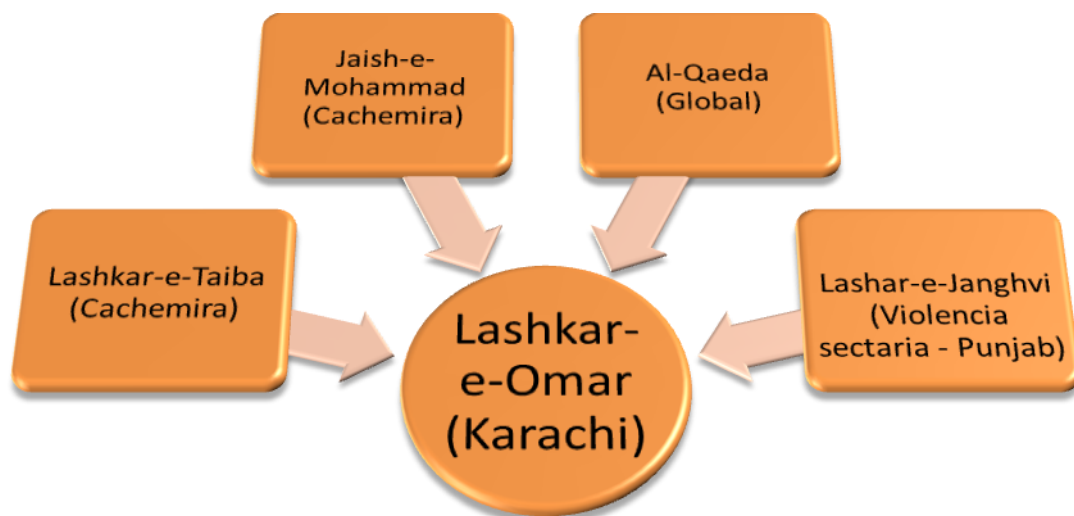 Jaish-e-
Mohammad
(Cachemira)
Al-Qaeda
(Global)
Lashkar-e-Taiba
(Cachemira)
Lashar-e-Janghvi
(Violencia
sectaria - Punjab)
Lashkar-
e-Omar
(Karachi)